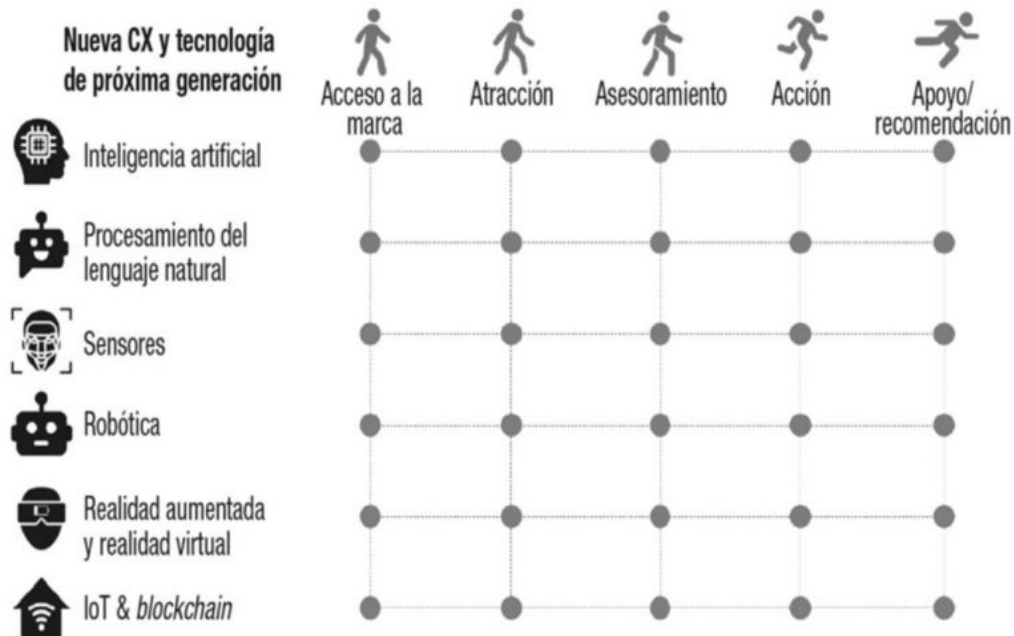 Nueva CX y tecnología
de próxima generación
Acceso a la
marca
Atracción
Asesoramiento
Acción
Apoyo/
recomendación
Inteligencia artificial
Procesamiento del
lenguaje natural
Sensores
Robótica
Realidad aumentada
y realidad virtual
IoT & blockchain